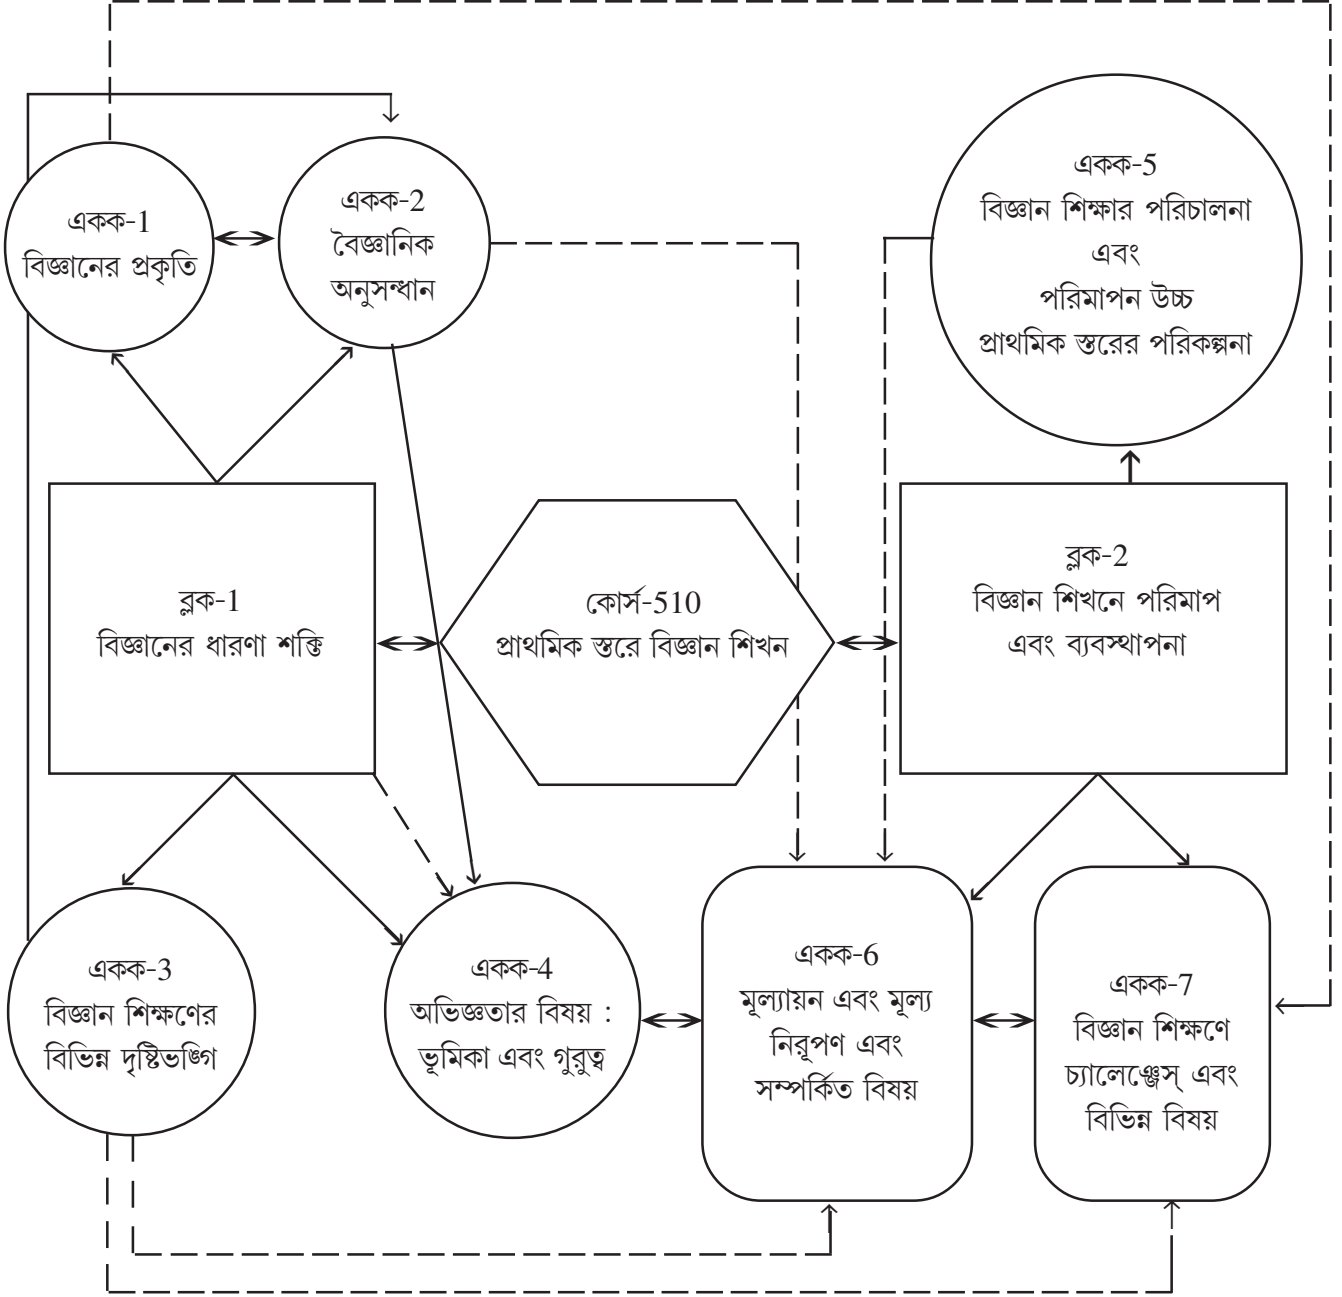 একক-1
বিজ্ঞানের প্রকৃতি
একক-2
বৈজ্ঞানিক
অনুসন্ধান
একক-5
বিজ্ঞান শিক্ষার পরিচালনা
এবং
পরিমাপন উচ্চ
প্রাথমিক স্তরের পরিকল্পনা
ব্লক-1
বিজ্ঞানের ধারণা শক্তি
কোর্স-510
প্রাথমিক স্তরে বিজ্ঞান শিখন
ব্লক-2
বিজ্ঞান শিখনে পরিমাপ
এবং ব্যবস্থাপনা
একক-3
বিজ্ঞান শিক্ষণের
বিভিন্ন দৃষ্টিভঙ্গি
একক-4
অভিজ্ঞতার বিষয় :
ভূমিকা এবং গুরুত্ব
একক-6
মূল্যায়ন এবং মূল্য
নিরূপণ এবং
সম্পর্কিত বিষয়
একক-7
বিজ্ঞান শিক্ষণে
চ্যালেঞ্জেস্ এবং
বিভিন্ন বিষয়